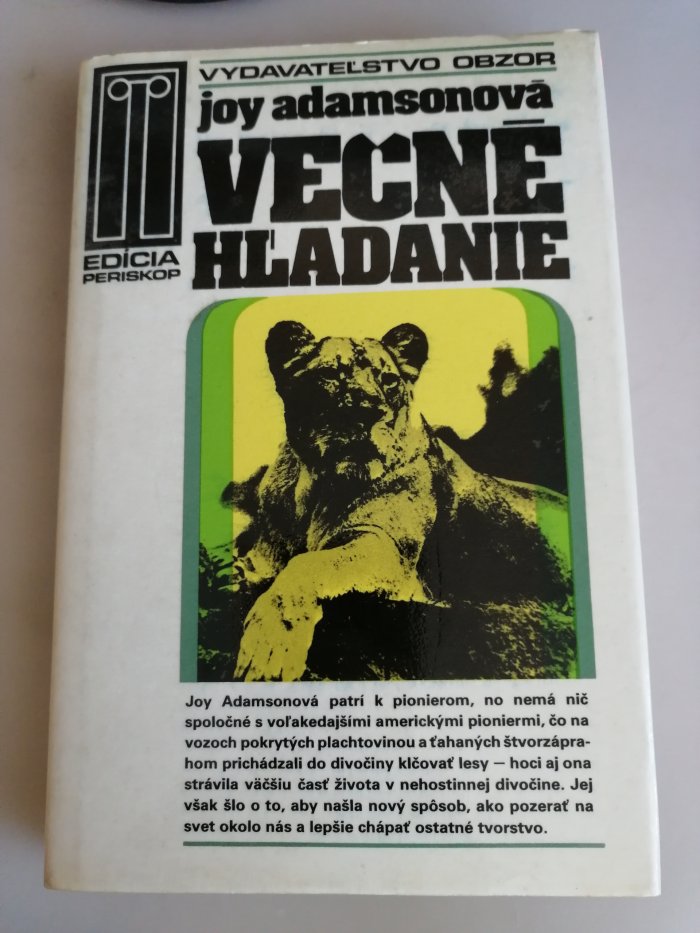 VYDAVATEĽSTVO OBZOR
joy adamsonová
VEČNÉ
HĽADANIE
EDÍCIA
PERISKOP
Joy Adamsonová patrí k pionierom, no nemá nič
spoločné s voľakedajšími americkými pioniermi, čo na
vozoch pokrytých plachtovinou a ťahaných štvorzápra-
hom prichádzali do divočiny klčovať lesy — hoci aj ona
strávila väčšiu časť života v nehostinnej divočine. Jej
však šlo o to, aby našla nový spôsob, ako pozerať na
svet okolo nás a lepšie chápať ostatné tvorstvo.